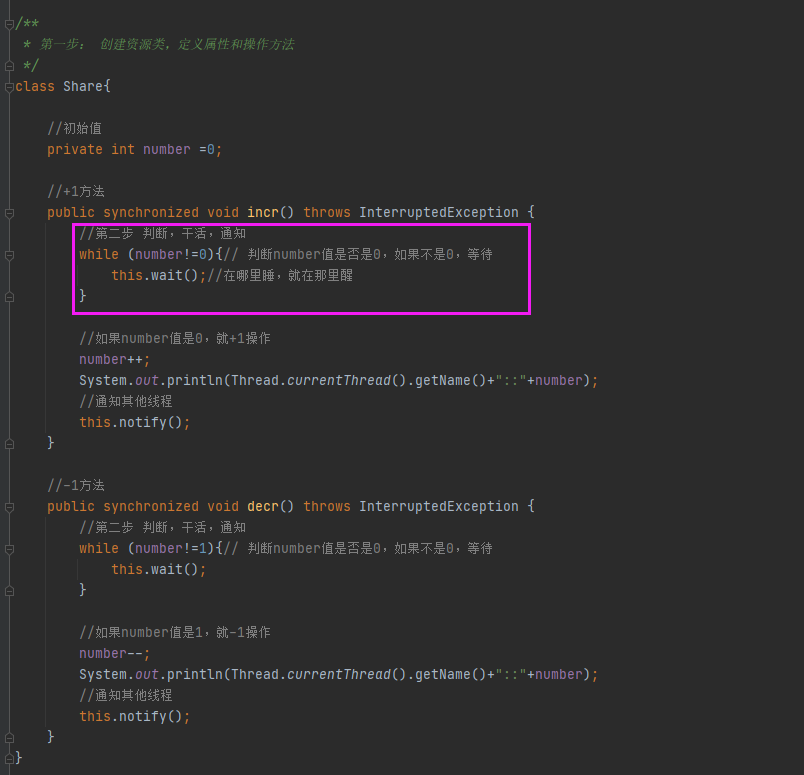 /**
 * 第一步： 创建资源类，定义属性和操作方法
 */
class Share{
//初始值
private int number =0;
//+1方法
public synchronized void incr() throws InterruptedException {
//第二步 判断，干活，通知
while (number!=0){// 判断number值是否是0，如果不是0，等待
this.wait();//在哪里睡，就在那里醒
}
//如果number值是0，就+1操作
number++;
System.out.println(Thread.currentThread().getName()+"::"+number);
//通知其他线程
this.notify();
}
//-1方法
public synchronized void decr() throws InterruptedException {
//第二步 判断，干活，通知
while (number!=1){// 判断number值是否是0，如果不是0，等待
this.wait();
}
//如果number值是1，就-1操作
number--;
System.out.println(Thread.currentThread().getName()+"::"+number);
//通知其他线程
this.notify();
}
}